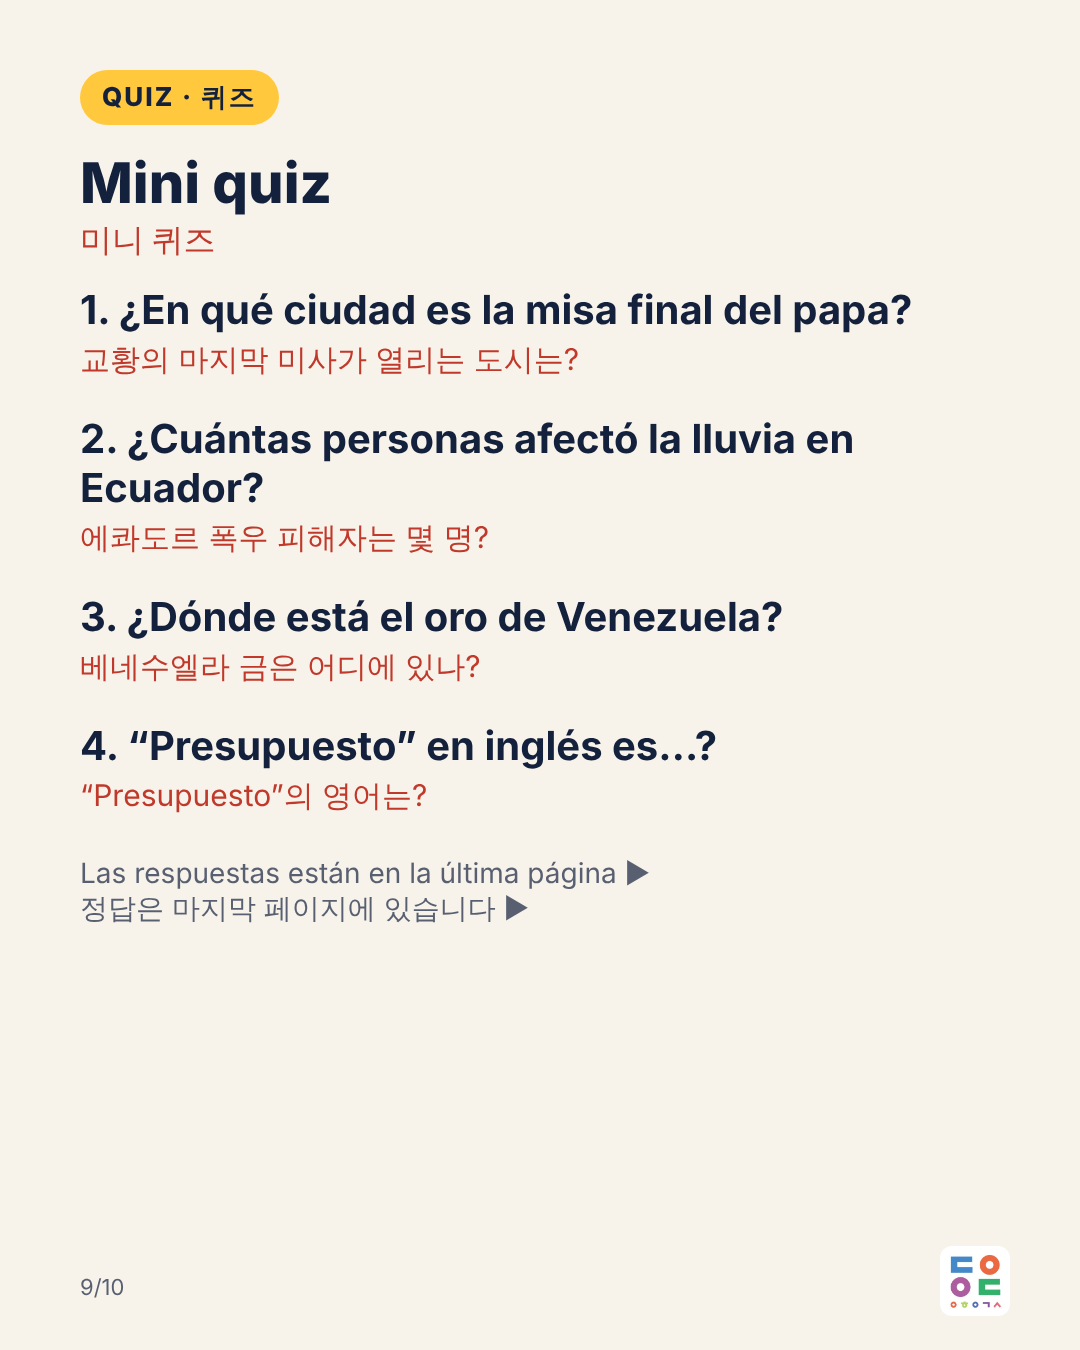 QUIZ · 퀴즈
Mini quiz
미니 퀴즈
1. ¿En qué ciudad es la misa final del papa?
교황의 마지막 미사가 열리는 도시는?
2. ¿Cuántas personas afectó la lluvia en
Ecuador?
에콰도르 폭우 피해자는 몇 명?
3. ¿Dónde está el oro de Venezuela?
베네수엘라 금은 어디에 있나?
4. “Presupuesto” en inglés es...?
“Presupuesto”의 영어는?
Las respuestas están en la última página ▶
정답은 마지막 페이지에 있습니다 ▶
9/10